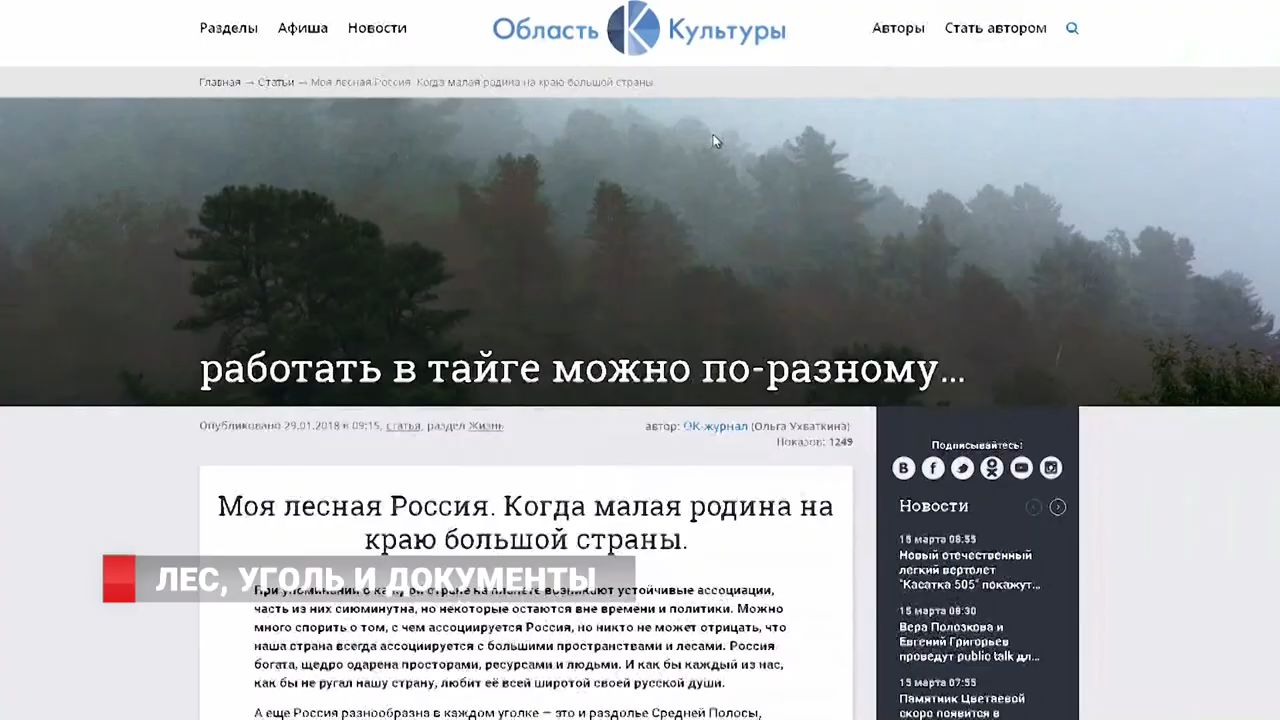 Разделы Афиша Новости
Область Культуры
Авторы Стать автором
Главная → Статьи → Моя лесная Россия. Когда малая родина на краю большой страны.
работать в тайге можно по-разному...
Опубликовано 29.01.2018 в 09:15, статья, раздел Жизнь
автор: ОК-журнал (Ольга Ухваткина)
Показов: 1249
Моя лесная Россия. Когда малая родина на
краю большой страны.
ЛЕС, УГОЛЬ И ДОКУМЕНТЫ
При упоминании о стране на планете возникают устойчивые ассоциации,
часть из них сиюминутна, но некоторые остаются вне времени и политики. Можно
много спорить о том, с чем ассоциируется Россия, но никто не может отрицать, что
наша страна всегда ассоциируется с большими пространствами и лесами. Россия
богата, щедро одарена просторами, ресурсами и людьми. И как бы каждый из нас,
как бы не ругал нашу страну, любит её всей широтой своей русской души.
А еще Россия разнообразна в каждом уголке — это и раздолье Средней Полосы,
Подписывайтесь:
Новости
15 марта 08:55
Новый отечественный
легкий вертолет
"Касатка 505" покажут...
15 марта 08:30
Вера Полозкова и
Евгений Григорьев
проведут public talk дл...
15 марта 07:55
Памятник Цветаевой
скоро появится в